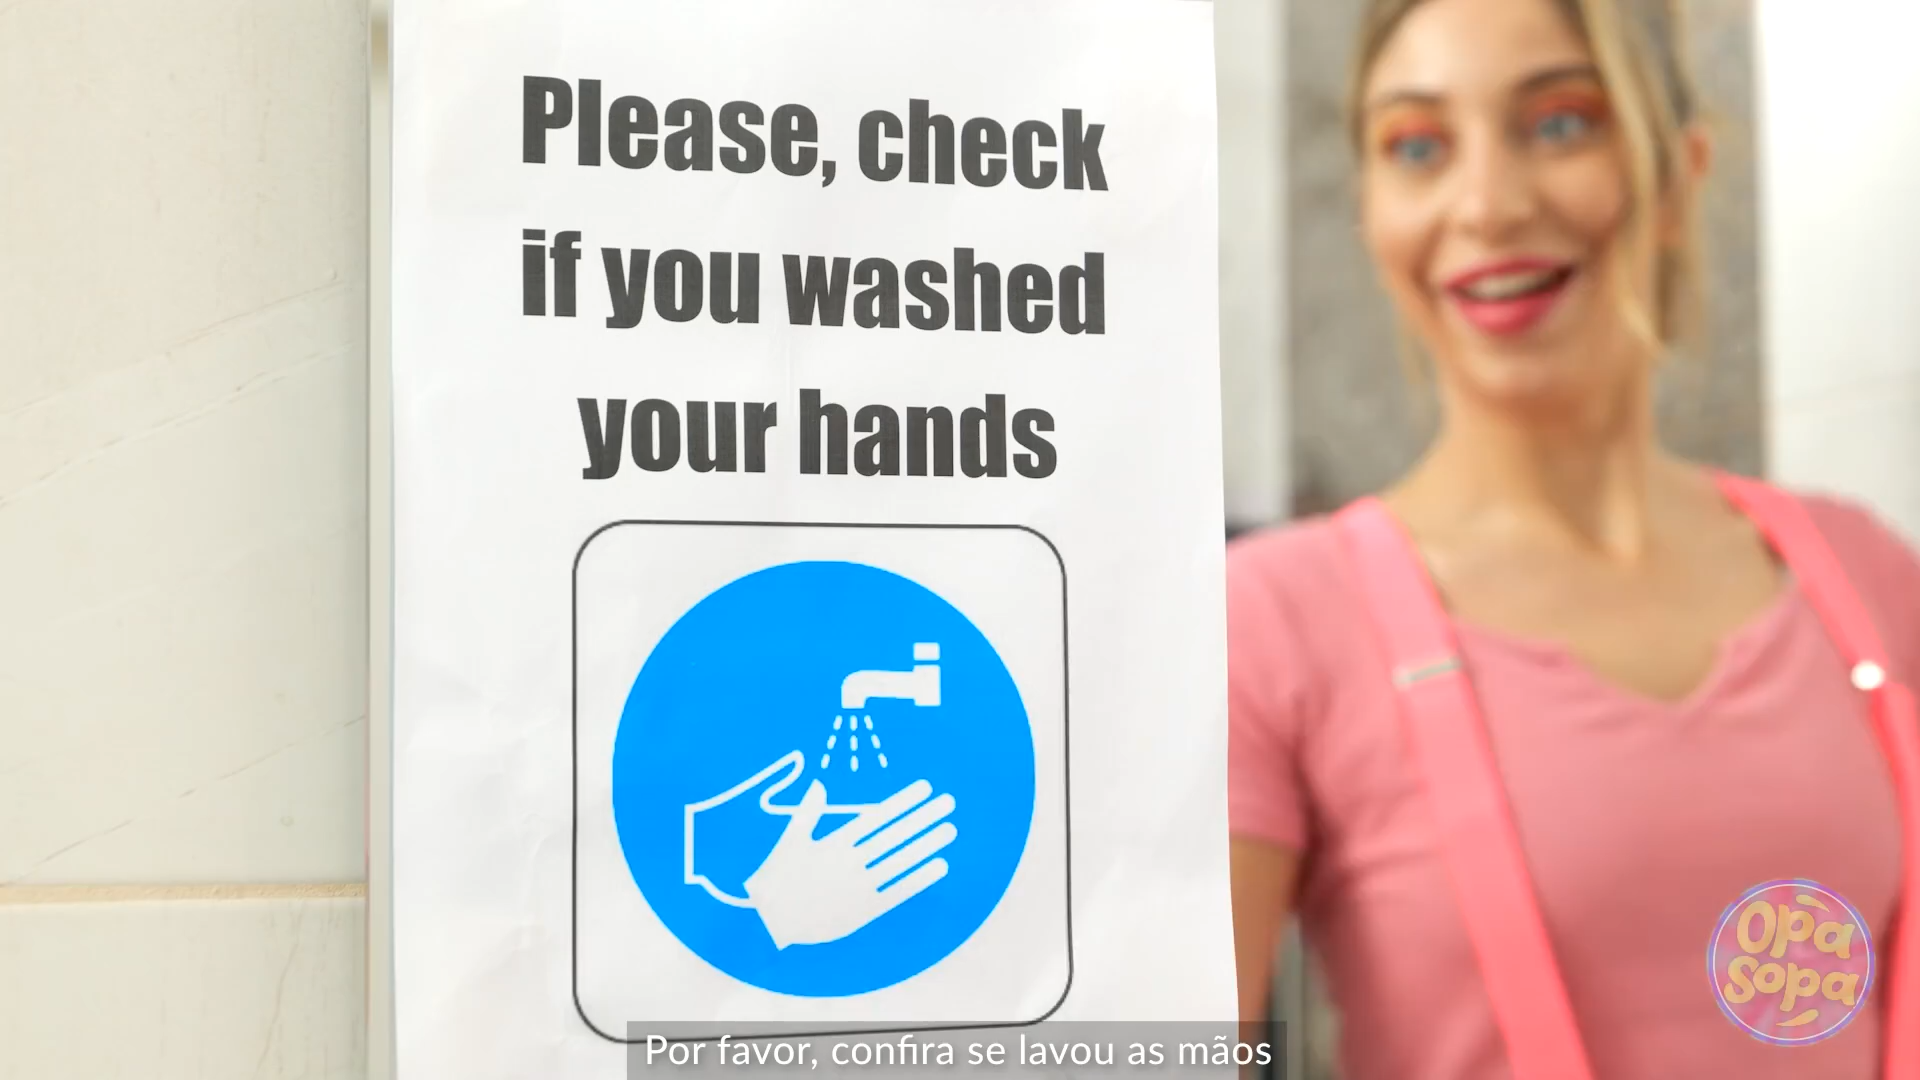 Please, check
if you washed
your hands
Opa
Sopa
Por favor, confira se lavou as mãos